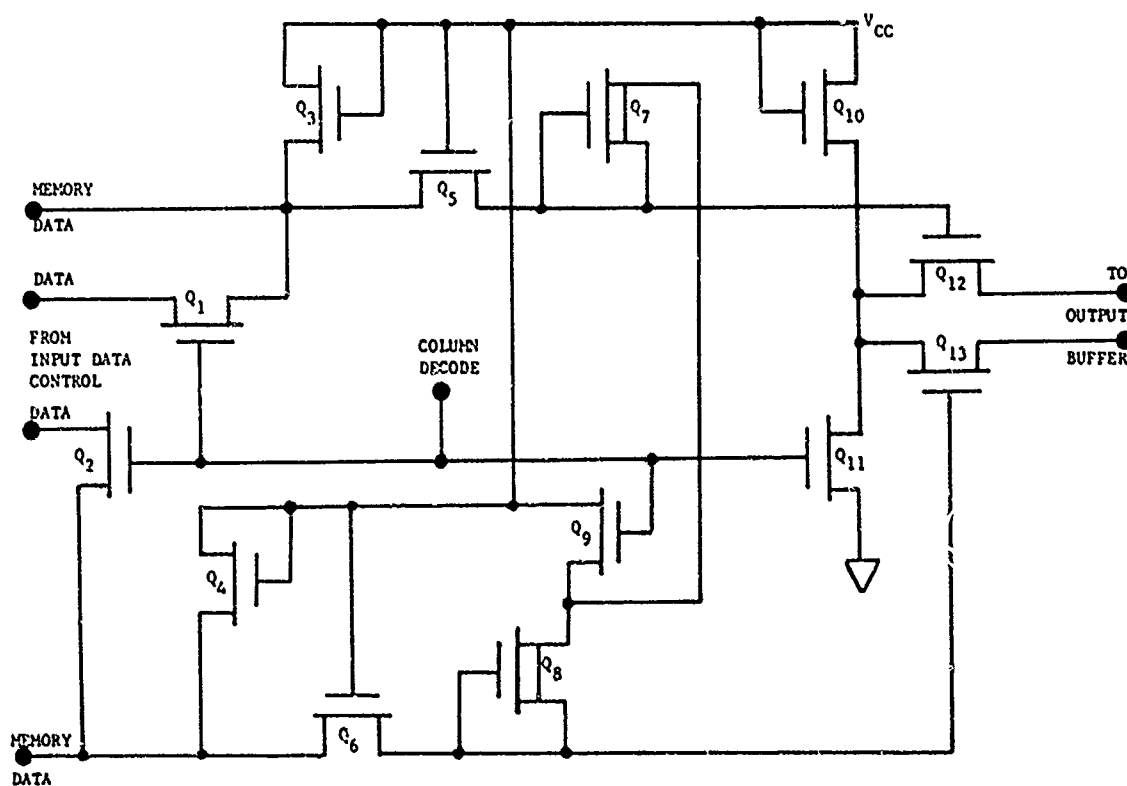 V CC
Q3
Q7
Q10
MEMORY
DATA
Q5
DATA
Q1
Q12
TO
OUTPUT
BUFFER
FROM
INPUT DATA
CONTROL
COLUMN
DECODE
Q13
DATA
Q2
Q11
Q9
Q4
Q8
Q6
MEMORY
DATA